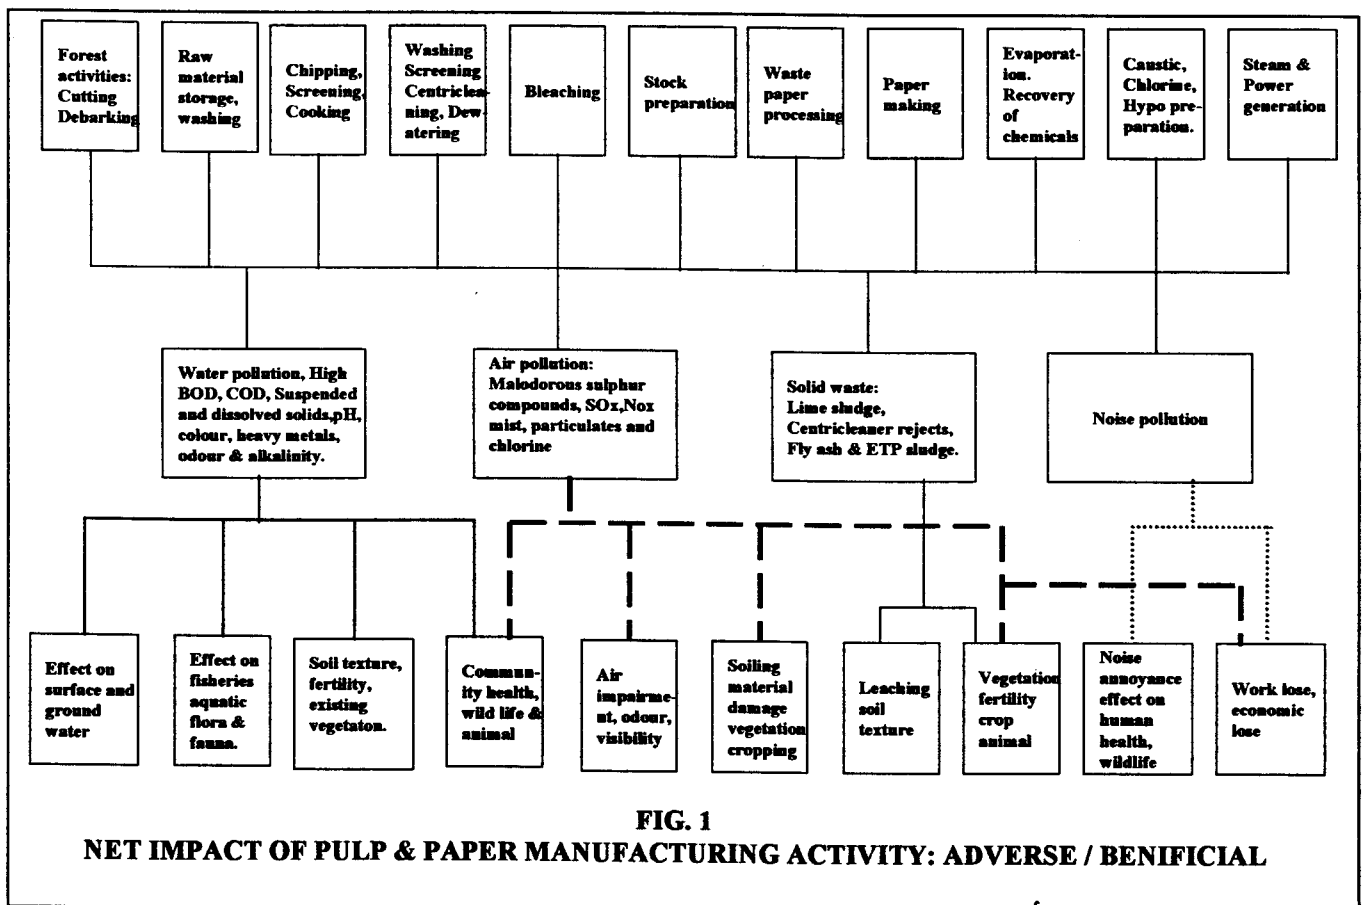 Forest
activities:
Cutting
Debarking
Raw
material
storage,
washing
Chipping,
Screening,
Cooking
Washing
Screening
Centriclea-
ning, Dew-
atering
Bleaching
Stock
preparation
Waste
paper
processing
Paper
making
Evaporat-
ion.
Recovery
of
chemicals
Caustic,
Chlorine,
Hypo pre-
paration.
Steam &
Power
generation
Water pollution, High
BOD, COD, Suspended
and dissolved solids,pH,
colour, heavy metals,
odour & alkalinity.
Air pollution:
Malodorous sulphur
compounds, SOx,Nox
mist, particulates and
chlorine
Solid waste:
Lime sludge,
Centricleaner rejects,
Fly ash & ETP sludge.
Noise pollution
Effect on
surface and
ground
water
Effect on
fisheries
aquatic
flora &
fauna.
Soil texture,
fertility,
existing
vegetaton.
Commun-
ity health,
wild life &
animal
Air
impairme-
nt, odour,
visibility
Soiling
material
damage
vegetation
cropping
Leaching
soil
texture
Vegetation
fertility
crop
animal
Noise
annoyance
effect on
human
health,
wildlife
Work lose,
economic
lose
FIG. 1
NET IMPACT OF PULP & PAPER MANUFACTURING ACTIVITY: ADVERSE / BENIFICIAL